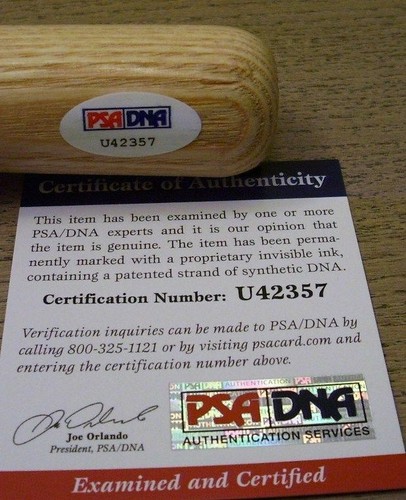 PSA DNA
U42357
Certificate of Authenticity
This item has been examined by one or more
PSA/DNA experts and it is our opinion that
the item is genuine. The item has been perma-
nently marked with a proprietary invisible ink,
containing a patented strand of synthetic DNA.
Certification Number: U42357
Verification inquiries can be made to PSA/DNA by
calling 800-325-1121 or by visiting psacard.com and
entering the certification number above.
Joe Orlando
President, PSA/DNA
PSA DNA
AUTHENTICATION SERVICES
Examined and Certified